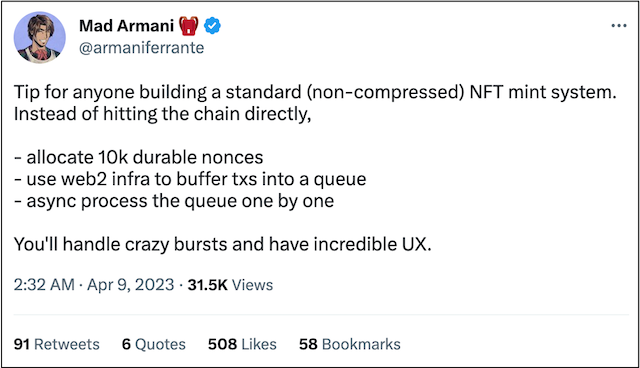 Mad Armani
@armaniferrante
Tip for anyone building a standard (non-compressed) NFT mint system.
Instead of hitting the chain directly,
- allocate 10k durable nonces
- use web2 infra to buffer txs into a queue
- async process the queue one by one
You'll handle crazy bursts and have incredible UX.
2:32 AM · Apr 9, 2023 · 31.5K Views
91 Retweets 6 Quotes 508 Likes 58 Bookmarks